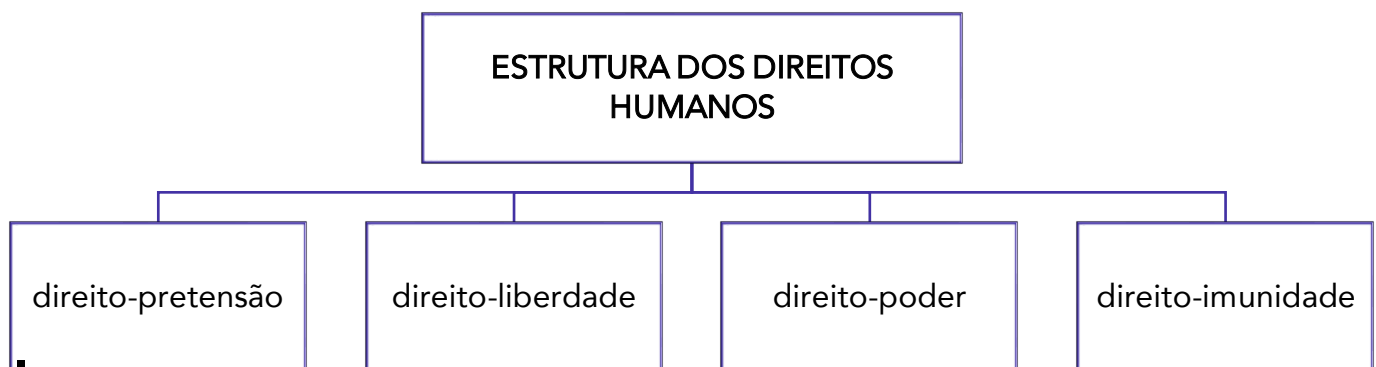 ESTRUTURA DOS DIREITOS
HUMANOS
direito-pretensão
direito-liberdade
direito-poder
direito-imunidade